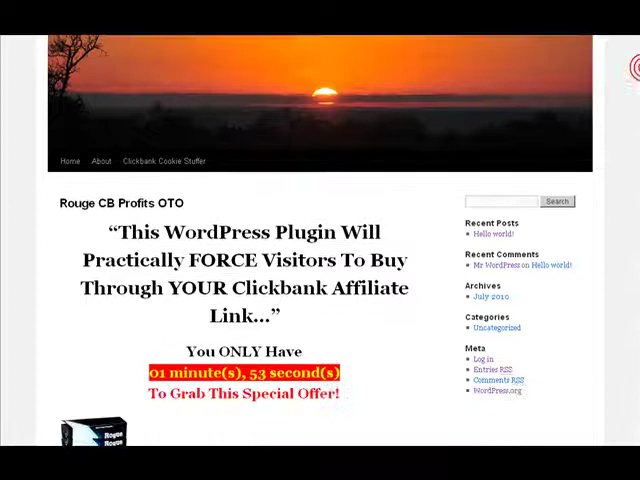 Home About Clickbank Cookie Stuffer
Rouge CB Profits OTO
Search
“This WordPress Plugin Will
Practically FORCE Visitors To Buy
Through YOUR Clickbank Affiliate
Link...”
You ONLY Have
01 minute(s), 53 second(s)
To Grab This Special Offer!
Recent Posts
Hello world!
Recent Comments
Mr WordPress on Hello world!
Archives
July 2010
Categories
Uncategorized
Meta
Log in
Entries RSS
Comments RSS
WordPress.org
Rogue
Rogue